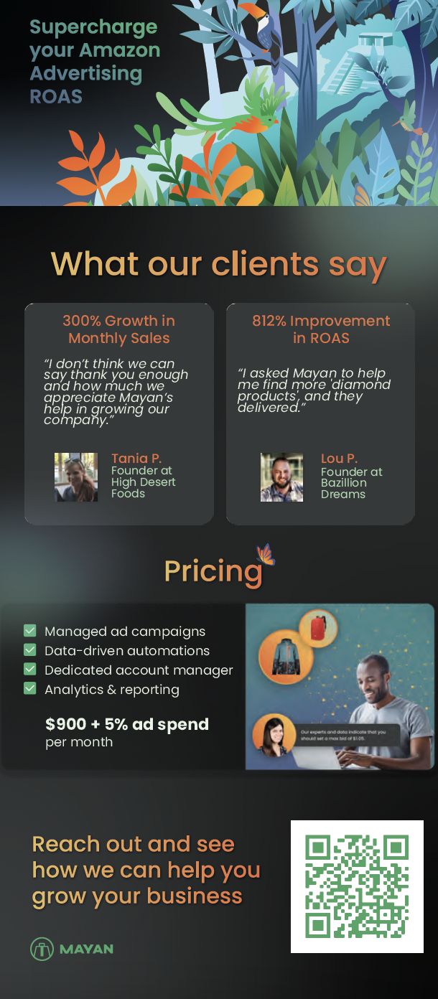 Supercharge
your Amazon
Advertising
ROAS
What our clients say
300% Growth in
Monthly Sales
“I don’t think we can
say thank you enough
and how much we
appreciate Mayan’s
help in growing our
company.”
Tania P.
Founder at
High Desert
Foods
812% Improvement
in ROAS
“I asked Mayan to help
me find more 'diamond
products', and they
delivered.”
Lou P.
Founder at
Bazillion
Dreams
Pricing
Managed ad campaigns
Data-driven automations
Dedicated account manager
Analytics & reporting
$900 + 5% ad spend
per month
Our experts and data indicate that you
should set a max bid of $1.05.
Reach out and see
how we can help you
grow your business
MAYAN